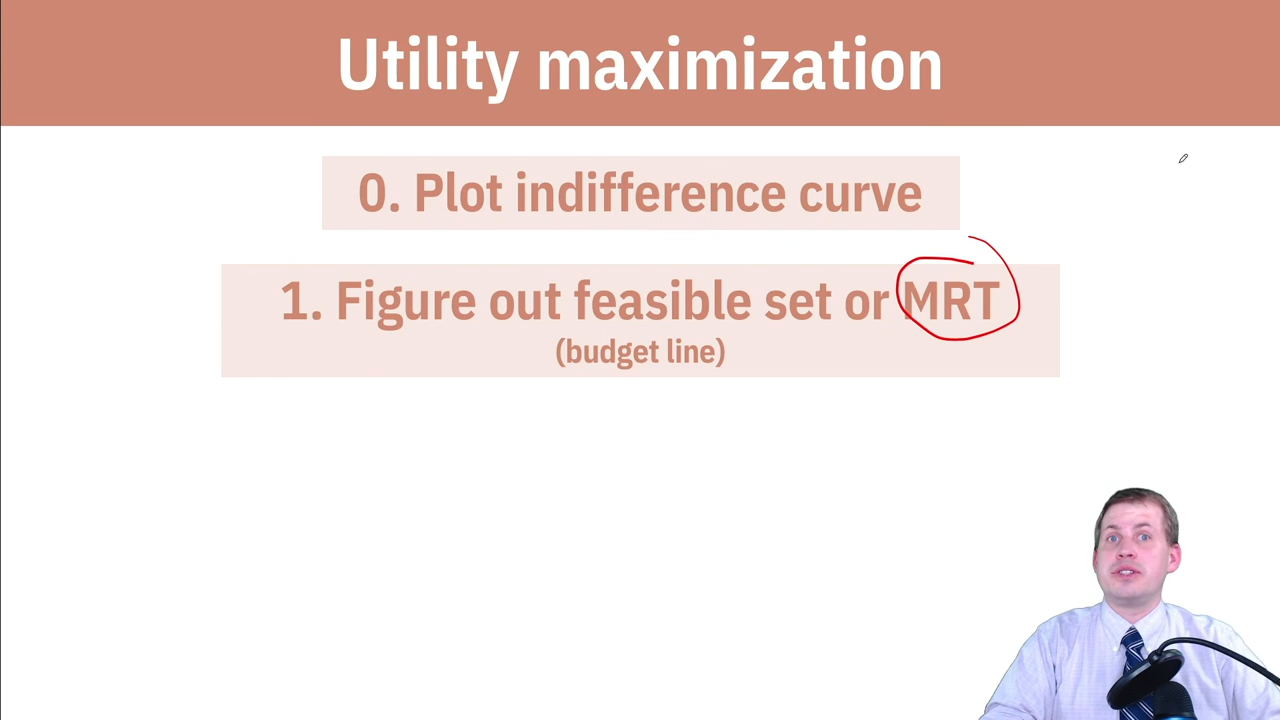 Utility maximization
0. Plot indifference curve
1. Figure out feasible set or MRT
(budget line)